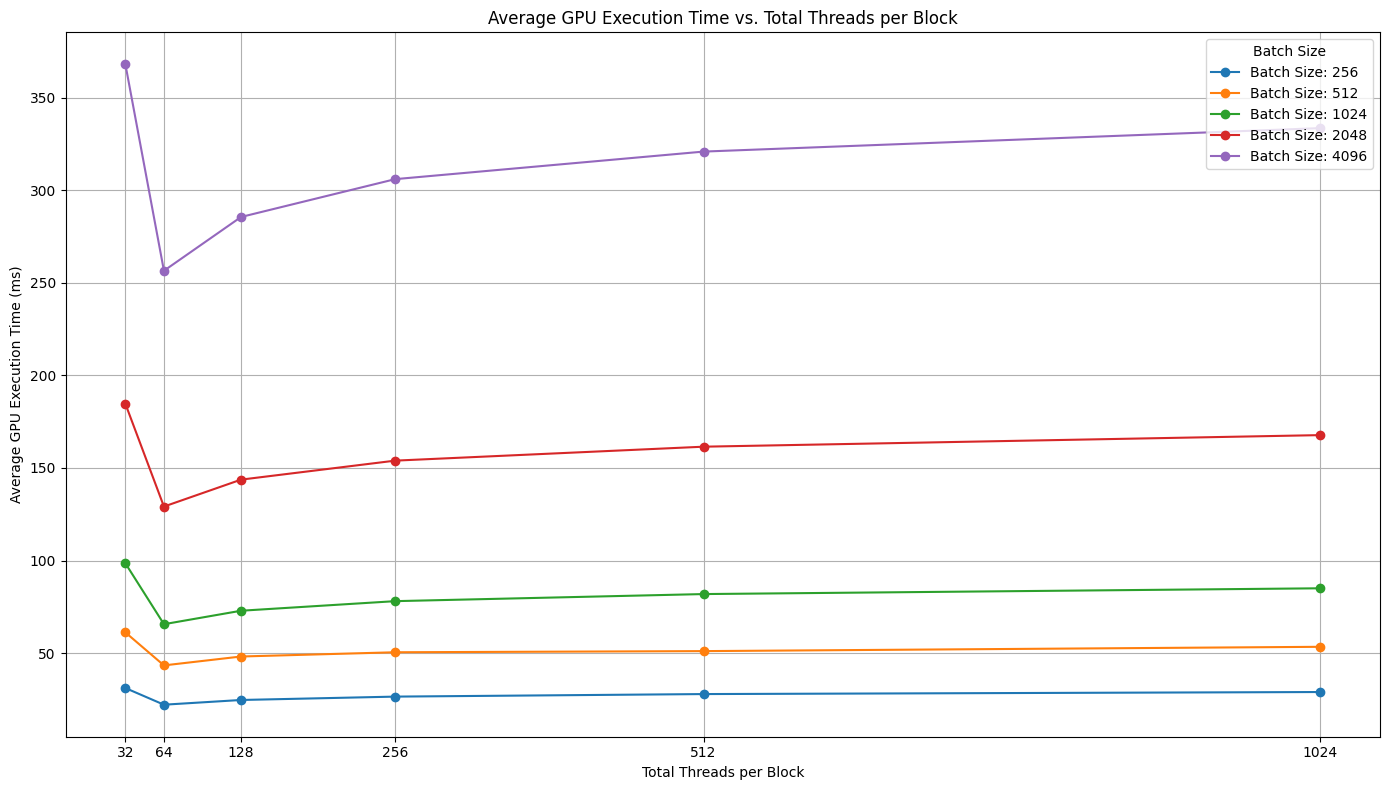 Average GPU Execution Time vs. Total Threads per Block
Batch Size
Batch Size: 256
Batch Size: 512
Batch Size: 1024
Batch Size: 2048
Batch Size: 4096
Average GPU Execution Time (ms)
350
300
250
200
150
100
50
32 64 128 256 512 1024
Total Threads per Block